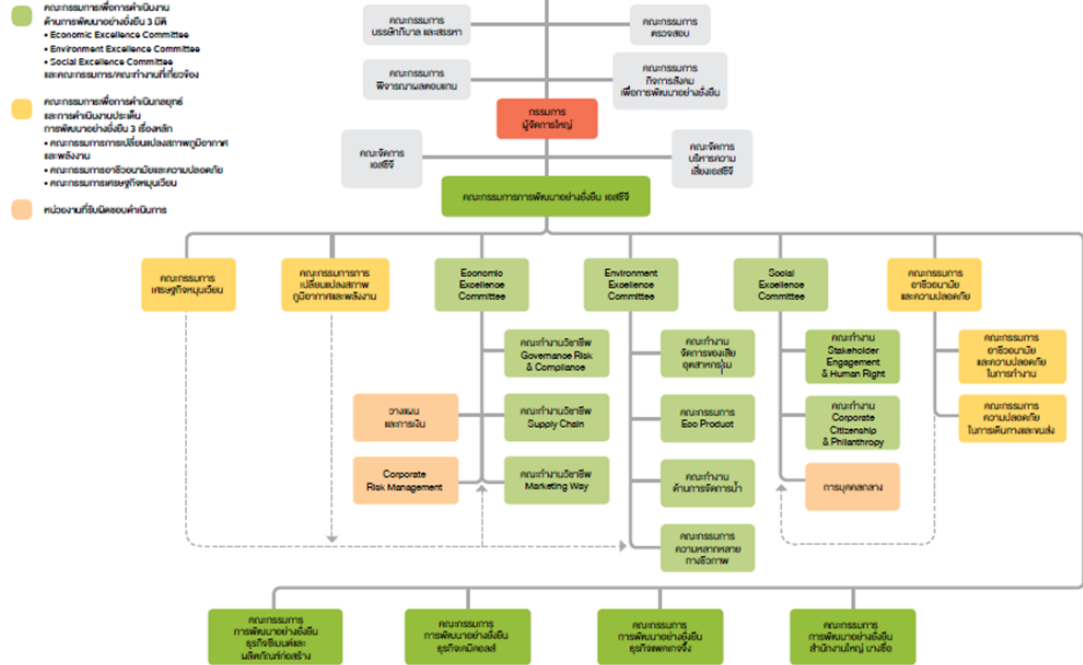 คณะกรรมการเพื่อการดำเนินงาน
ด้านการพัฒนาอย่างยั่งยืน 3 มิติ
• Economic Excellence Committee
• Environment Excellence Committee
• Social Excellence Committee
และคณะกรรมการ/คณะทำงานที่เกี่ยวข้อง
คณะกรรมการเพื่อการดำเนินกลยุทธ์
และการดำเนินงานประเด็น
การพัฒนาอย่างยั่งยืน 3 เรื่องหลัก
• คณะกรรมการการเปลี่ยนแปลงสภาพภูมิอากาศ
และพลังงาน
• คณะกรรมการอาชีวอนามัยและความปลอดภัย
• คณะกรรมการเศรษฐกิจหมุนเวียน
หน่วยงานที่รับผิดชอบดำเนินการ
คณะกรรมการ
บรรษัทภิบาล และสรรหา
คณะกรรมการ
ตรวจสอบ
คณะกรรมการ
พิจารณาผลตอบแทน
คณะกรรมการ
กิจการสังคม
เพื่อการพัฒนาอย่างยั่งยืน
กรรมการ
ผู้จัดการใหญ่
คณะจัดการ
เอสซีจี
คณะจัดการ
บริหารความ
เสี่ยงเอสซีจี
คณะกรรมการการพัฒนาอย่างยั่งยืน เอสซีจี
คณะกรรมการ
เศรษฐกิจหมุนเวียน
คณะกรรมการการ
เปลี่ยนแปลงสภาพ
ภูมิอากาศและพลังงาน
Economic
Excellence
Committee
Environment
Excellence
Committee
Social
Excellence
Committee
คณะกรรมการ
อาชีวอนามัย
และความปลอดภัย
คณะทำงานวิชาชีพ
Governance Risk
& Compliance
วางแผน
และการเงิน
คณะทำงานวิชาชีพ
Supply Chain
Corporate
Risk Management
คณะทำงานวิชาชีพ
Marketing Way
คณะทำงาน
จัดการของเสีย
อุตสาหกรรม
คณะกรรมการ
Eco Product
คณะทำงาน
ด้านการจัดการน้ำ
คณะกรรมการ
ความหลากหลาย
ทางชีวภาพ
คณะทำงาน
Stakeholder
Engagement
& Human Right
คณะทำงาน
Corporate
Citizenship
& Philanthropy
การบุคคลกลาง
คณะกรรมการ
อาชีวอนามัย
และความปลอดภัย
ในการทำงาน
คณะกรรมการ
ความปลอดภัย
ในการเดินทางและขนส่ง
คณะกรรมการ
การพัฒนาอย่างยั่งยืน
ธุรกิจซีเมนต์และ
ผลิตภัณฑ์ก่อสร้าง
คณะกรรมการ
การพัฒนาอย่างยั่งยืน
ธุรกิจเคมิคอลส์
คณะกรรมการ
การพัฒนาอย่างยั่งยืน
ธุรกิจแพคเกจจิ้ง
คณะกรรมการ
การพัฒนาอย่างยั่งยืน
สำนักงานใหญ่ บางซื่อ